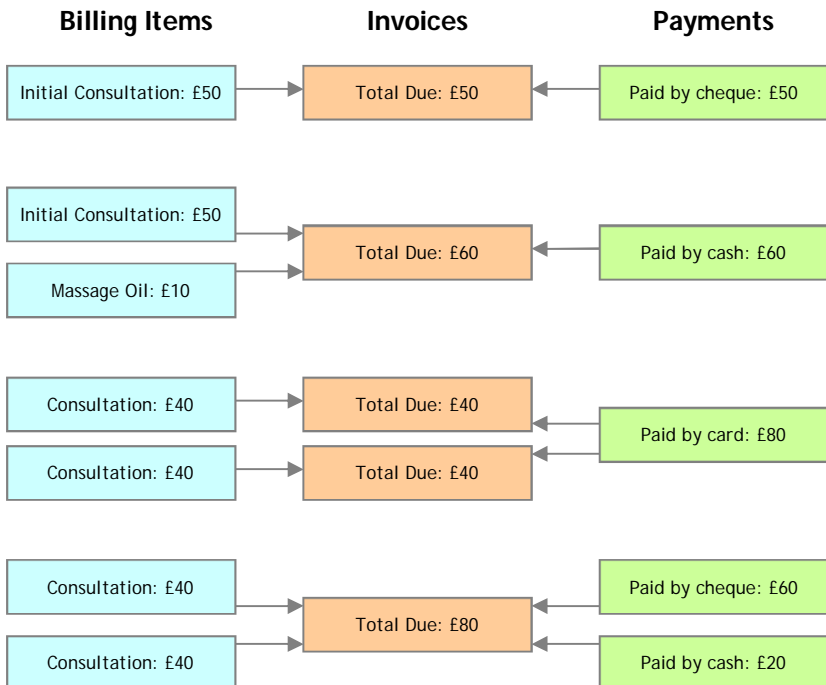 Billing Items Invoices Payments
Initial Consultation: £50 Total Due: £50 Paid by cheque: £50
Initial Consultation: £50
Total Due: £60 Paid by cash: £60
Massage Oil: £10
Consultation: £40 Total Due: £40
Paid by card: £80
Consultation: £40 Total Due: £40
Consultation: £40 Paid by cheque: £60
Total Due: £80
Consultation: £40 Paid by cash: £20